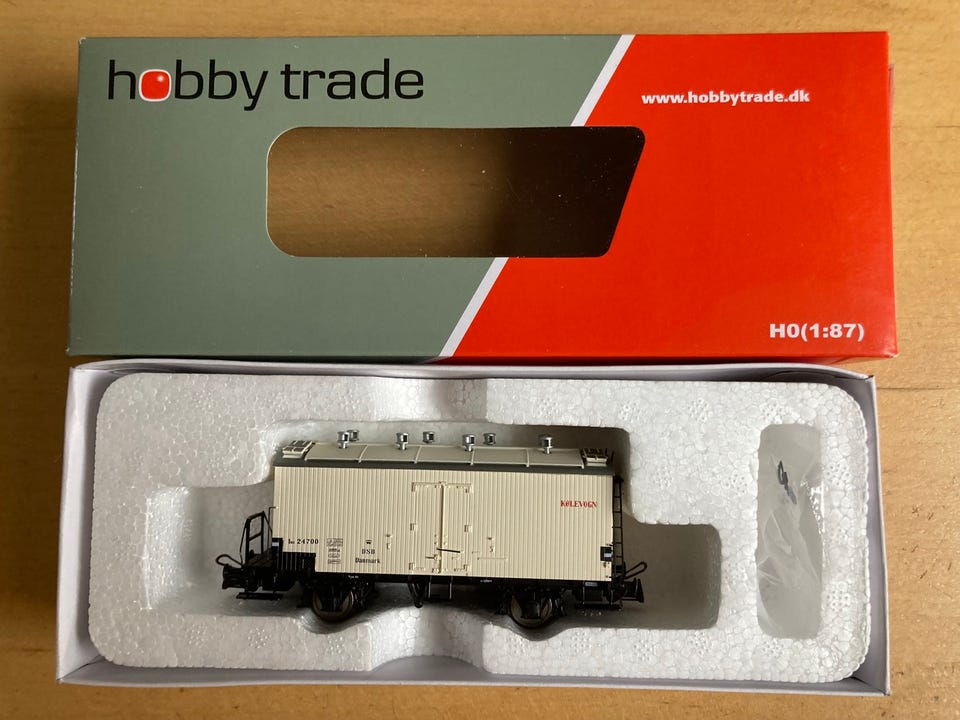 hobby trade
www.hobbytrade.dk
H0(1:87)
KØLEVOGN
24700
DSB
Danmark